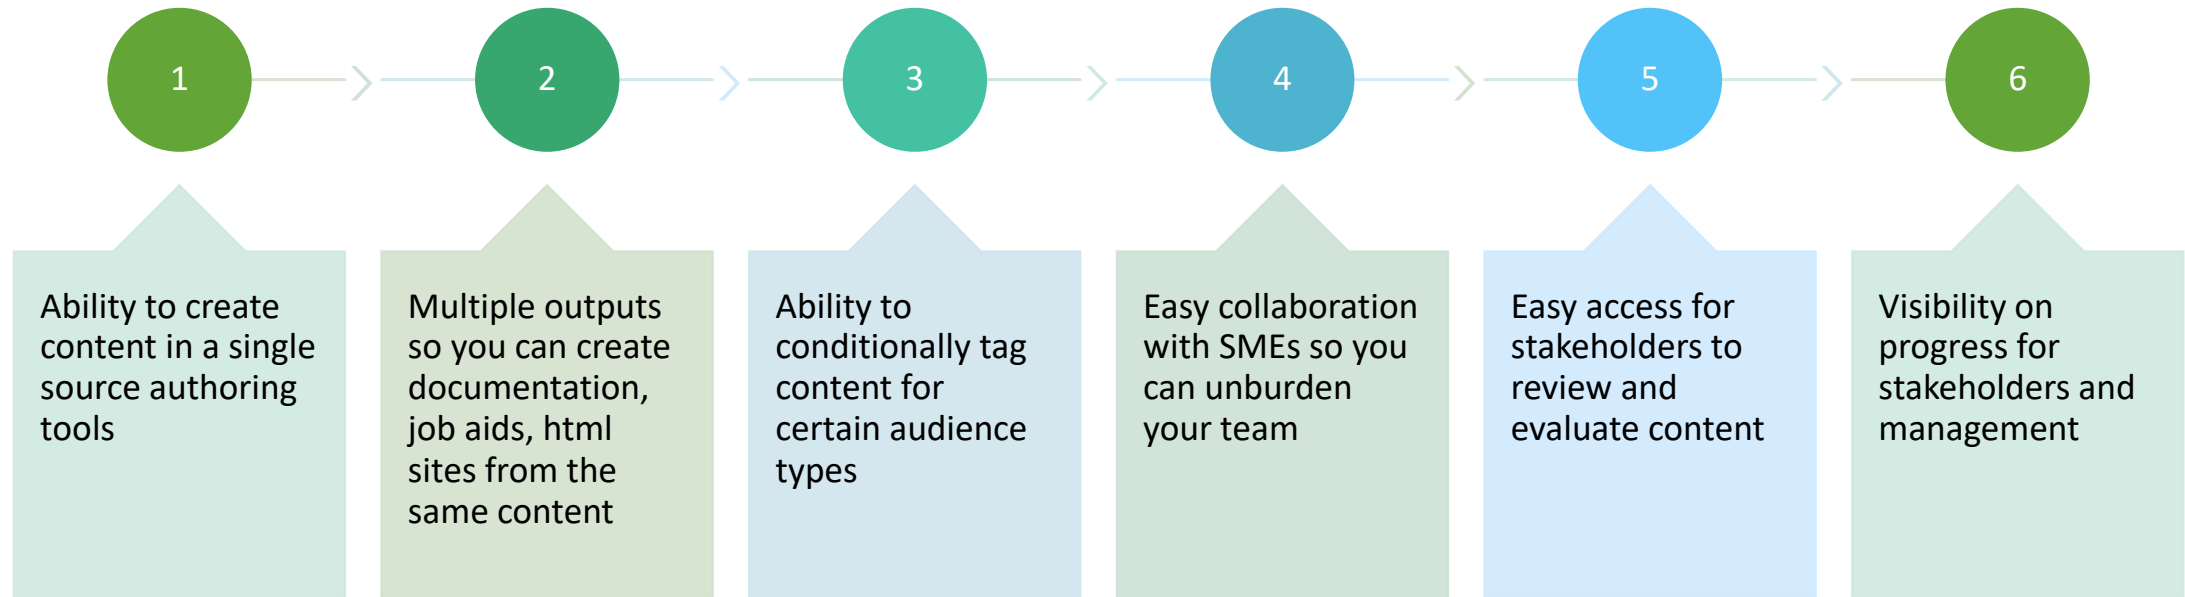 1
2
3
4
5
6
Ability to create
content in a single
source authoring
tools
Multiple outputs
so you can create
documentation,
job aids, html
sites from the
same content
Ability to
conditionally tag
content for
certain audience
types
Easy collaboration
with SMEs so you
can unburden
your team
Easy access for
stakeholders to
review and
evaluate content
Visibility on
progress for
stakeholders and
management